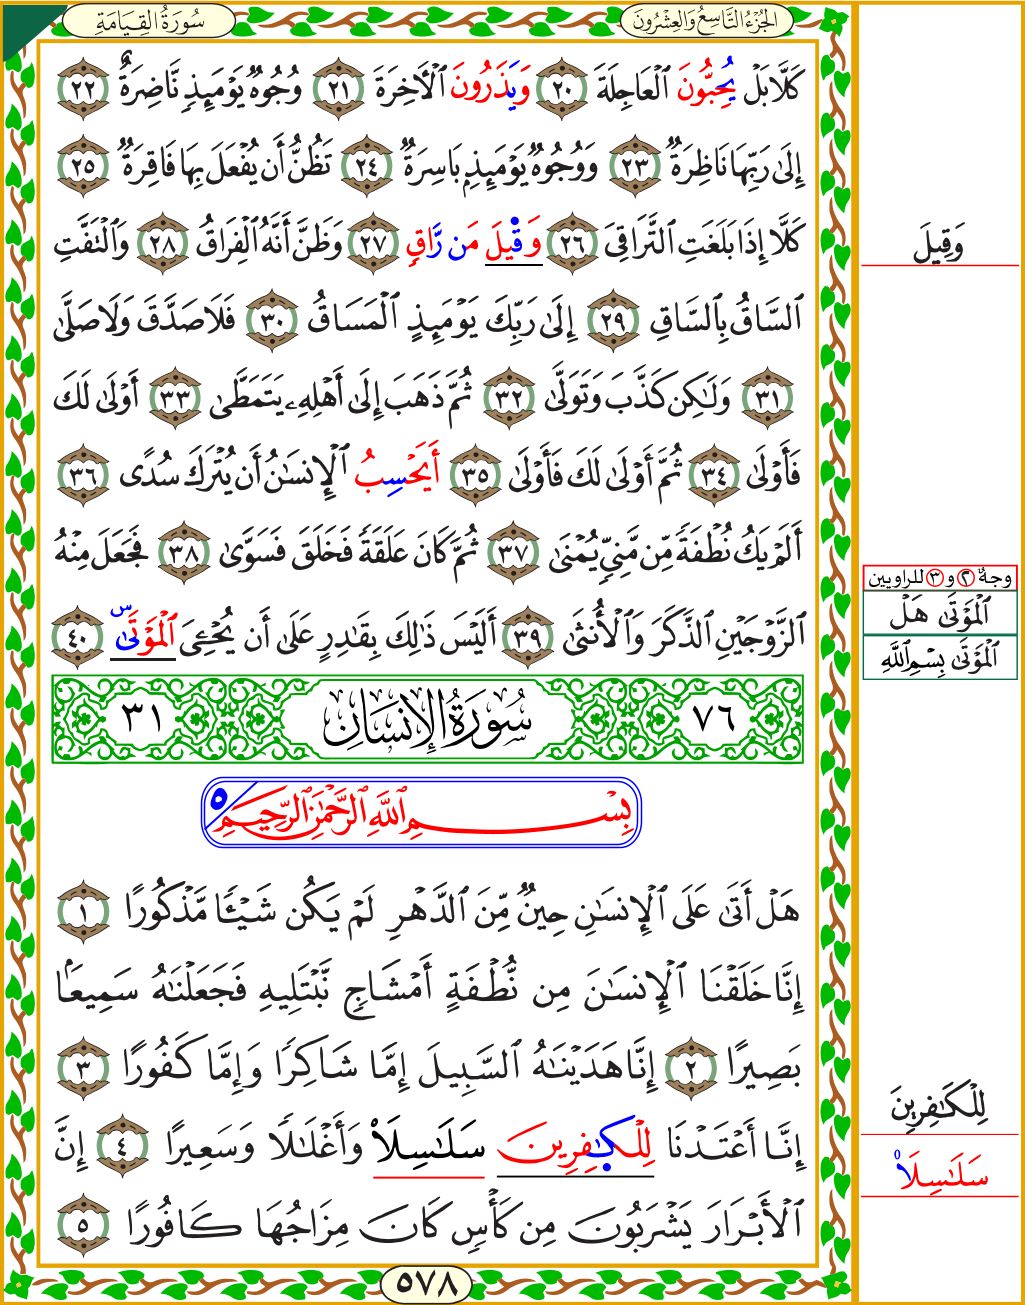 الجُزْءُ التَّاسِعُ وَالعِشْرُونَ
سُورَةُ القِيَامَةِ
كَلَّا بَلۡ يُحِبُّونَ ٱلۡعَاجِلَةَ ٢٠ وَيَذَرُونَ ٱلۡأٓخِرَةَ ٢١ وُجُوهٞ يَوۡمَئِذٖ نَّاضِرَةٌ ٢٢
إِلَىٰ رَبِّهَا نَاظِرَةٞ ٢٣ وَوُجُوهٞ يَوۡمَئِذِۭ بَاسِرَةٞ ٢٤ تَظُنُّ أَن يُفۡعَلَ بِهَا فَاقِرَةٞ ٢٥
كَلَّآ إِذَا بَلَغَتِ ٱلتَّرَاقِيَ ٢٦ وَقِيلَ مَن رَّاقٖ ٢٧ وَظَنَّ أَنَّهُ ٱلۡفِرَاقُ ٢٨ وَٱلۡتَفَّتِ
ٱلسَّاقُ بِٱلسَّاقِ ٢٩ إِلَىٰ رَبِّكَ يَوۡمَئِذٍ ٱلۡمَسَاقُ ٣٠ فَلَا صَدَّقَ وَلَا صَلَّىٰ
٣١ وَلَٰكِن كَذَّبَ وَتَوَلَّىٰ ٣٢ ثُمَّ ذَهَبَ إِلَىٰٓ أَهۡلِهِۦ يَتَمَطَّىٰٓ ٣٣ أَوۡلَىٰ لَكَ
فَأَوۡلَىٰ ٣٤ ثُمَّ أَوۡلَىٰ لَكَ فَأَوۡلَىٰٓ ٣٥ أَيَحۡسِبُ ٱلۡإِنسَٰنُ أَن يُتۡرَكَ سُدًى ٣٦
أَلَمۡ يَكُ نُطۡفَةٗ مِّن مَّنِيّٖ يُمۡنَىٰ ٣٧ ثُمَّ كَانَ عَلَقَةٗ فَخَلَقَ فَسَوَّىٰ ٣٨ فَجَعَلَ مِنۡهُ
ٱلزَّوۡجَيۡنِ ٱلذَّكَرَ وَٱلۡأُنثَىٰٓ ٣٩ أَلَيۡسَ ذَٰلِكَ بِقَٰدِرٍ عَلَىٰٓ أَن يُحۡـِۧيَ ٱلۡمَوۡتَىٰ س ٤٠
٧٦ سُورَةُ الإِنسَانِ ٣١
بِسۡمِ ٱللَّهِ ٱلرَّحۡمَٰنِ ٱلرَّحِيمِ ٥
هَلۡ أَتَىٰ عَلَى ٱلۡإِنسَٰنِ حِينٞ مِّنَ ٱلدَّهۡرِ لَمۡ يَكُن شَيۡـٔٗا مَّذۡكُورًا ١
إِنَّا خَلَقۡنَا ٱلۡإِنسَٰنَ مِن نُّطۡفَةٍ أَمۡشَاجٖ نَّبۡتَلِيهِ فَجَعَلۡنَٰهُ سَمِيعَۢا
بَصِيرًا ٢ إِنَّا هَدَيۡنَٰهُ ٱلسَّبِيلَ إِمَّا شَاكِرٗا وَإِمَّا كَفُورًا ٣
إِنَّآ أَعۡتَدۡنَا لِلۡكَٰفِرِينَ سَلَٰسِلَاْ وَأَغۡلَٰلٗا وَسَعِيرًا ٤ إِنَّ
ٱلۡأَبۡرَارَ يَشۡرَبُونَ مِن كَأۡسٖ كَانَ مِزَاجُهَا كَافُورًا ٥
٥٧٨
وَقِيلَ
وجهٌ ٢ و ٣ للراويين
ٱلۡمَوۡتَىٰ هَلۡ
ٱلۡمَوۡتَىٰ بِسۡمِ ٱللَّهِ
لِلۡكَٰفِرِينَ
سَلَٰسِلَا۠